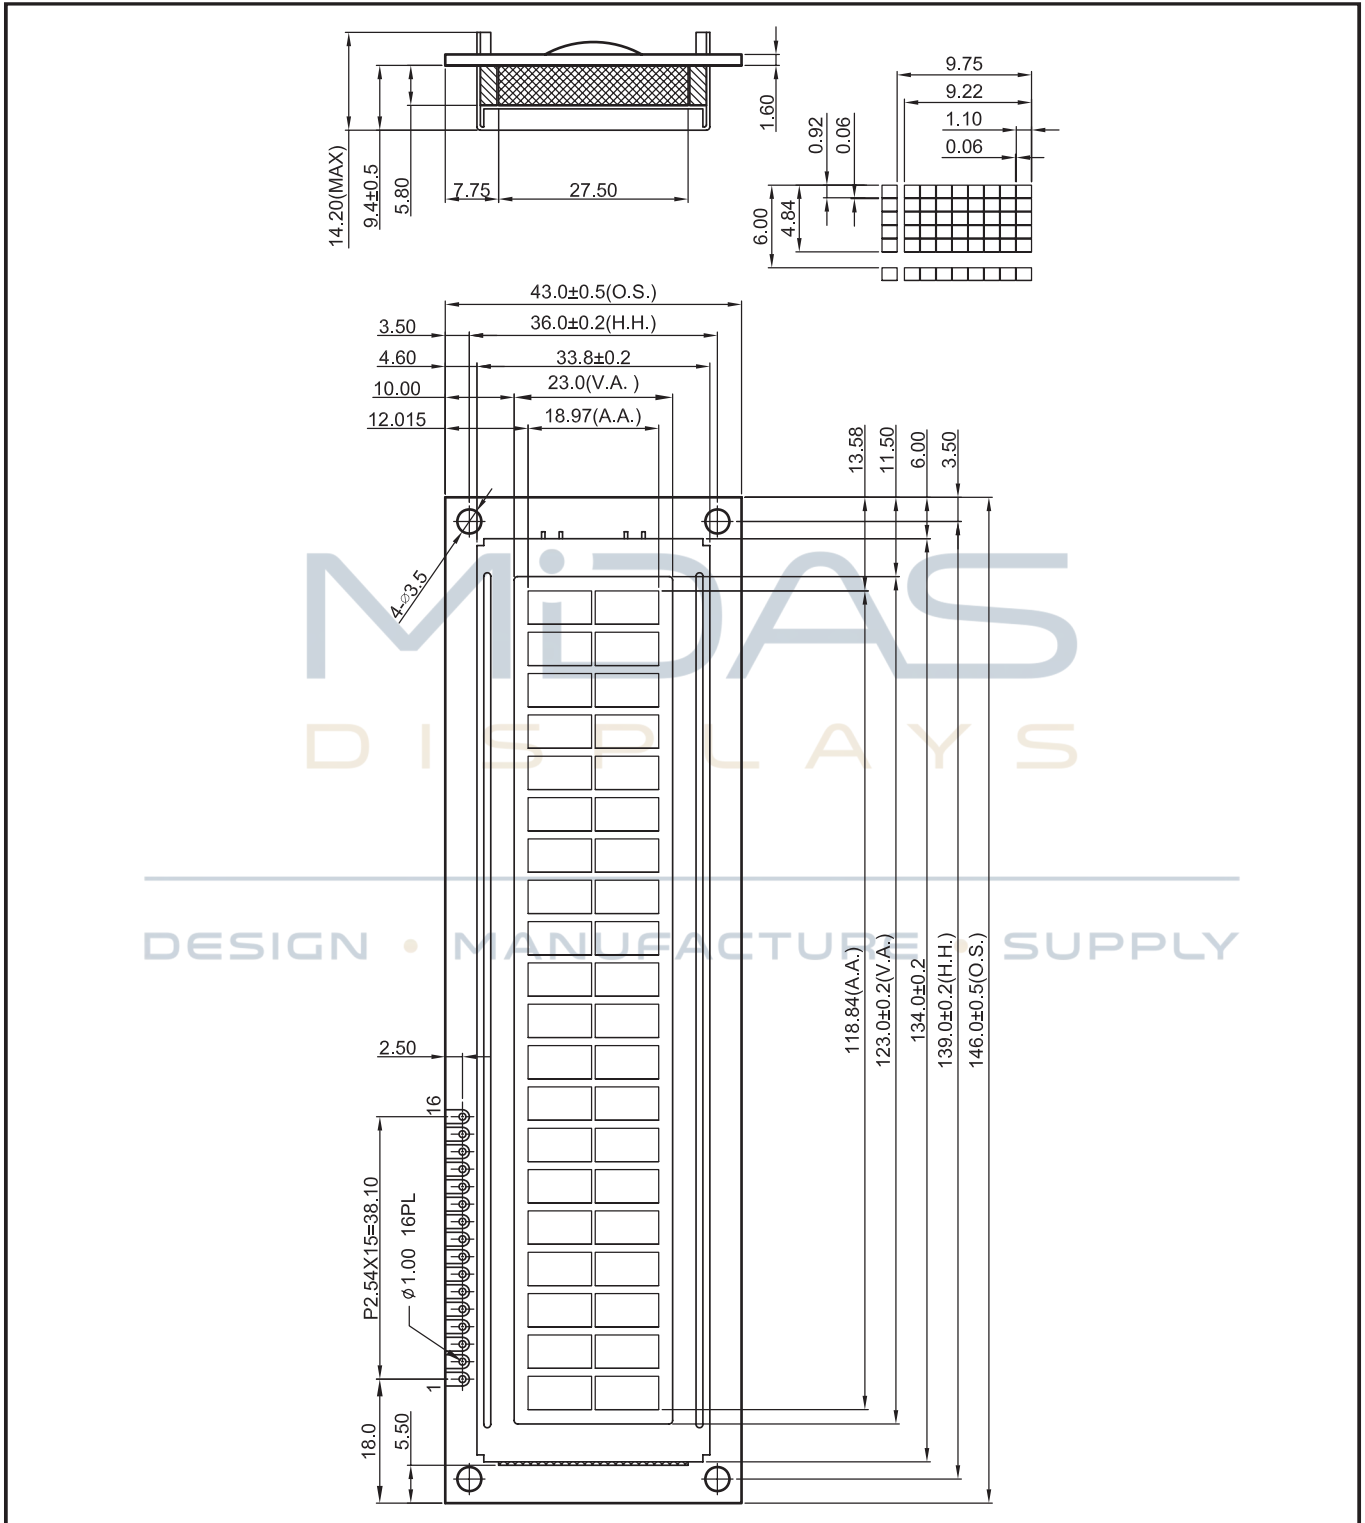 14.20(MAX)
9.4±0.5
5.80
7.75
27.50
1.60
9.75
9.22
1.10
0.06
0.92
0.06
6.00
4.84
43.0±0.5(O.S.)
3.50
36.0±0.2(H.H.)
4.60
33.8±0.2
10.00
23.0(V.A. )
12.015
18.97(A.A.)
13.58
11.50
6.00
3.50
4-⌀3.5
MiDAS
DISPLAYS
DESIGN • MANUFACTURE • SUPPLY
118.84(A.A.)
123.0±0.2(V.A.)
134.0±0.2
139.0±0.2(H.H.)
146.0±0.5(O.S.)
2.50
16
P2.54X15=38.10
⌀1.00 16PL
1
18.0
5.50